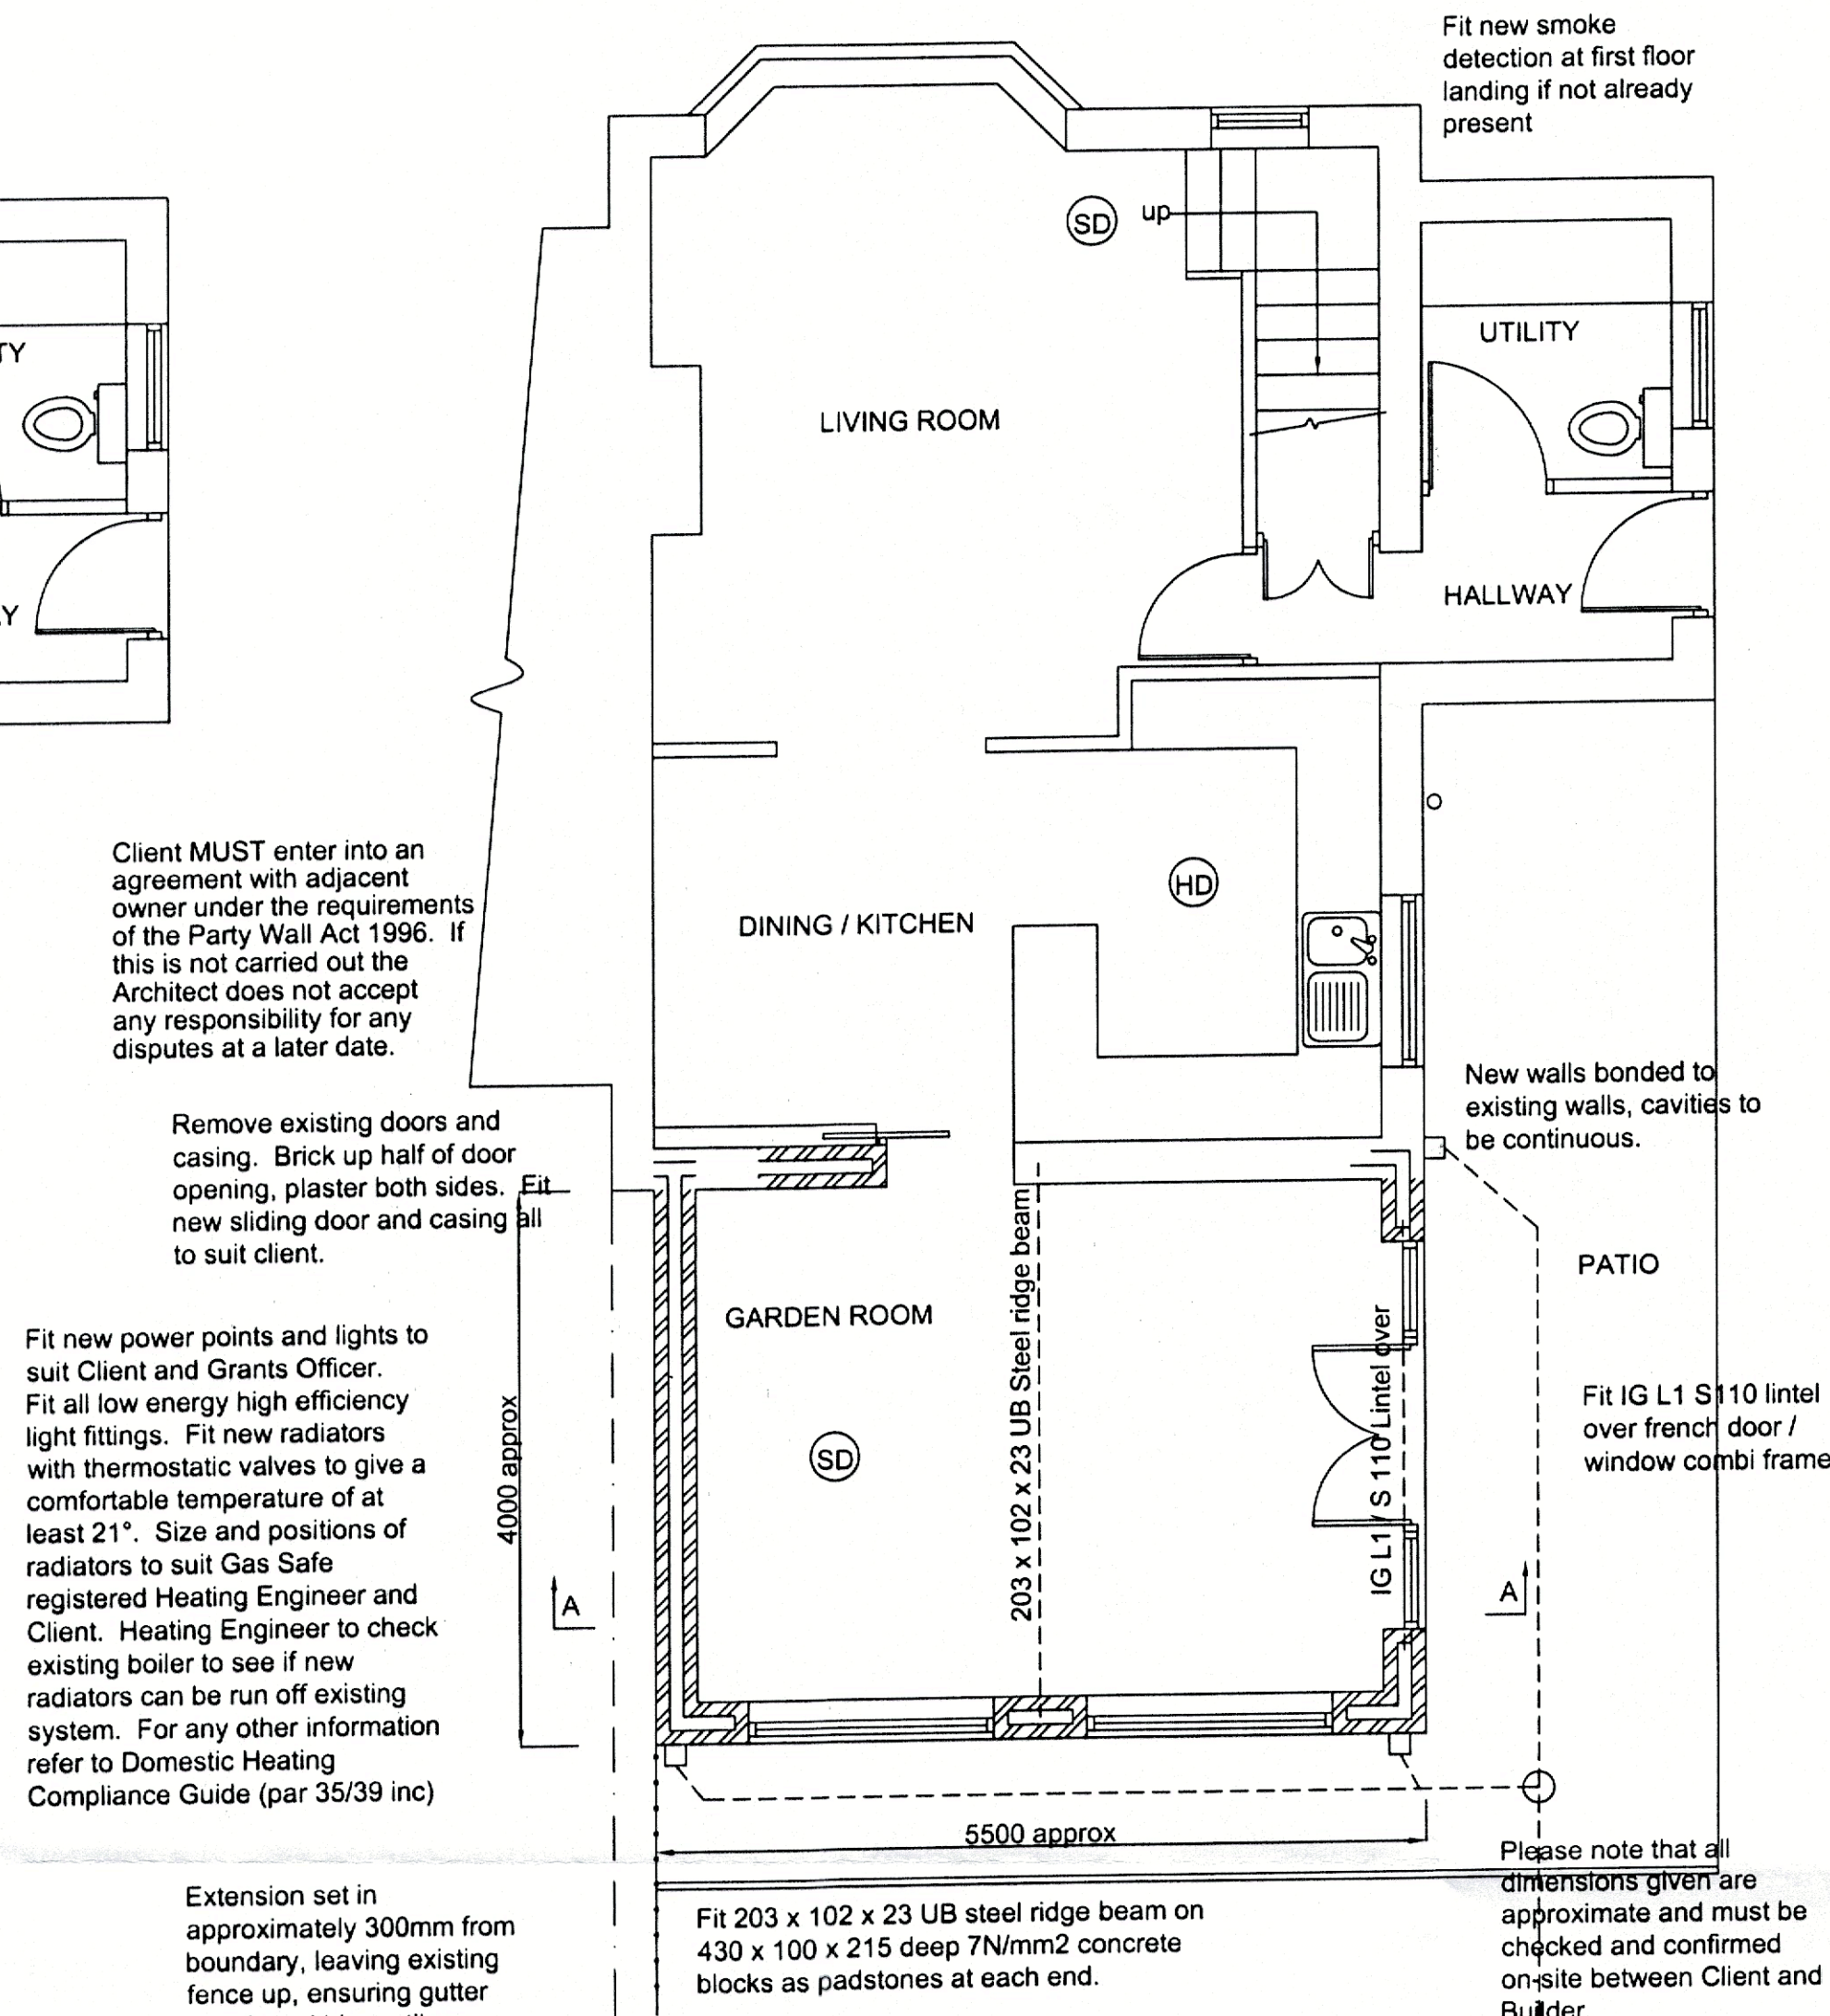 Fit new smoke
detection at first floor
landing if not already
present
SD
up
UTILITY
TY
LIVING ROOM
HALLWAY
Y
Client MUST enter into an
agreement with adjacent
owner under the requirements
of the Party Wall Act 1996. If
this is not carried out the
Architect does not accept
any responsibility for any
disputes at a later date.
HD
DINING / KITCHEN
New walls bonded to
existing walls, cavities to
be continuous.
Remove existing doors and
casing. Brick up half of door
opening, plaster both sides. Fit
new sliding door and casing all
to suit client.
PATIO
GARDEN ROOM
203 x 102 x 23 UB Steel ridge beam
IG L1 / S 110 Lintel over
Fit new power points and lights to
suit Client and Grants Officer.
Fit all low energy high efficiency
light fittings. Fit new radiators
with thermostatic valves to give a
comfortable temperature of at
least 21°. Size and positions of
radiators to suit Gas Safe
registered Heating Engineer and
Client. Heating Engineer to check
existing boiler to see if new
radiators can be run off existing
system. For any other information
refer to Domestic Heating
Compliance Guide (par 35/39 inc)
4000 approx
Fit IG L1 S110 lintel
over french door /
window combi frame
SD
A
A
5500 approx
Extension set in
approximately 300mm from
boundary, leaving existing
fence up, ensuring gutter
Fit 203 x 102 x 23 UB steel ridge beam on
430 x 100 x 215 deep 7N/mm2 concrete
blocks as padstones at each end.
Please note that all
dimensions given are
approximate and must be
checked and confirmed
on-site between Client and
Builder